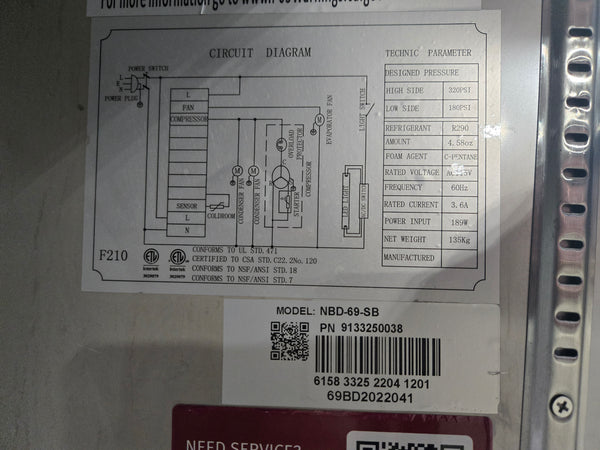 CIRCUIT DIAGRAM
POWER SWITCH
L
E
N
POWER PLUG
L
FAN
COMPRESSOR
SENSOR
L
N
COLDROOM
M
CONDENSER FAN
M
CONDENSER FAN
OVERLOAD
PROTECTOR
STARTER
COMPRESSOR
M
EVAPORATOR FAN
LIGHT SWITCH
LED LIGHT
F210
Intertek
3029079
Intertek
3029079
CONFORMS TO UL STD. 471
CERTIFIED TO CSA STD. C22.2No.120
CONFORMS TO NSF/ANSI STD.18
CONFORMS TO NSF/ANSI STD.7
TECHNIC PARAMETER
DESIGNED PRESSURE
HIGH SIDE 320PSI
LOW SIDE 180PSI
REFRIGERANT R290
AMOUNT 4.58oz
FOAM AGENT C-PENTANE
RATED VOLTAGE AC115V
FREQUENCY 60Hz
RATED CURRENT 3.6A
POWER INPUT 189W
NET WEIGHT 135Kg
MANUFACTURED
MODEL: NBD-69-SB
PN 9133250038
6158 3325 2204 1201
69BD2022041
NEED SERVICE?